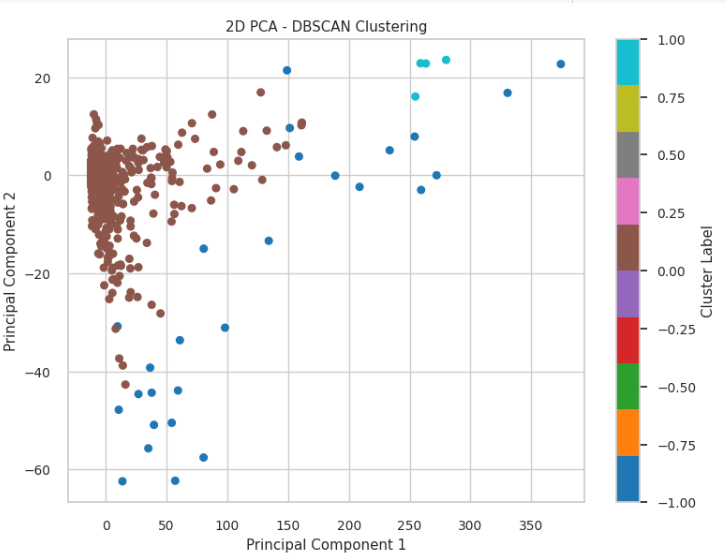 2D PCA - DBSCAN Clustering
Principal Component 2
20
0
−20
−40
−60
0 50 100 150 200 250 300 350
Principal Component 1
1.00
0.75
0.50
0.25
0.00
−0.25
−0.50
−0.75
−1.00
Cluster Label